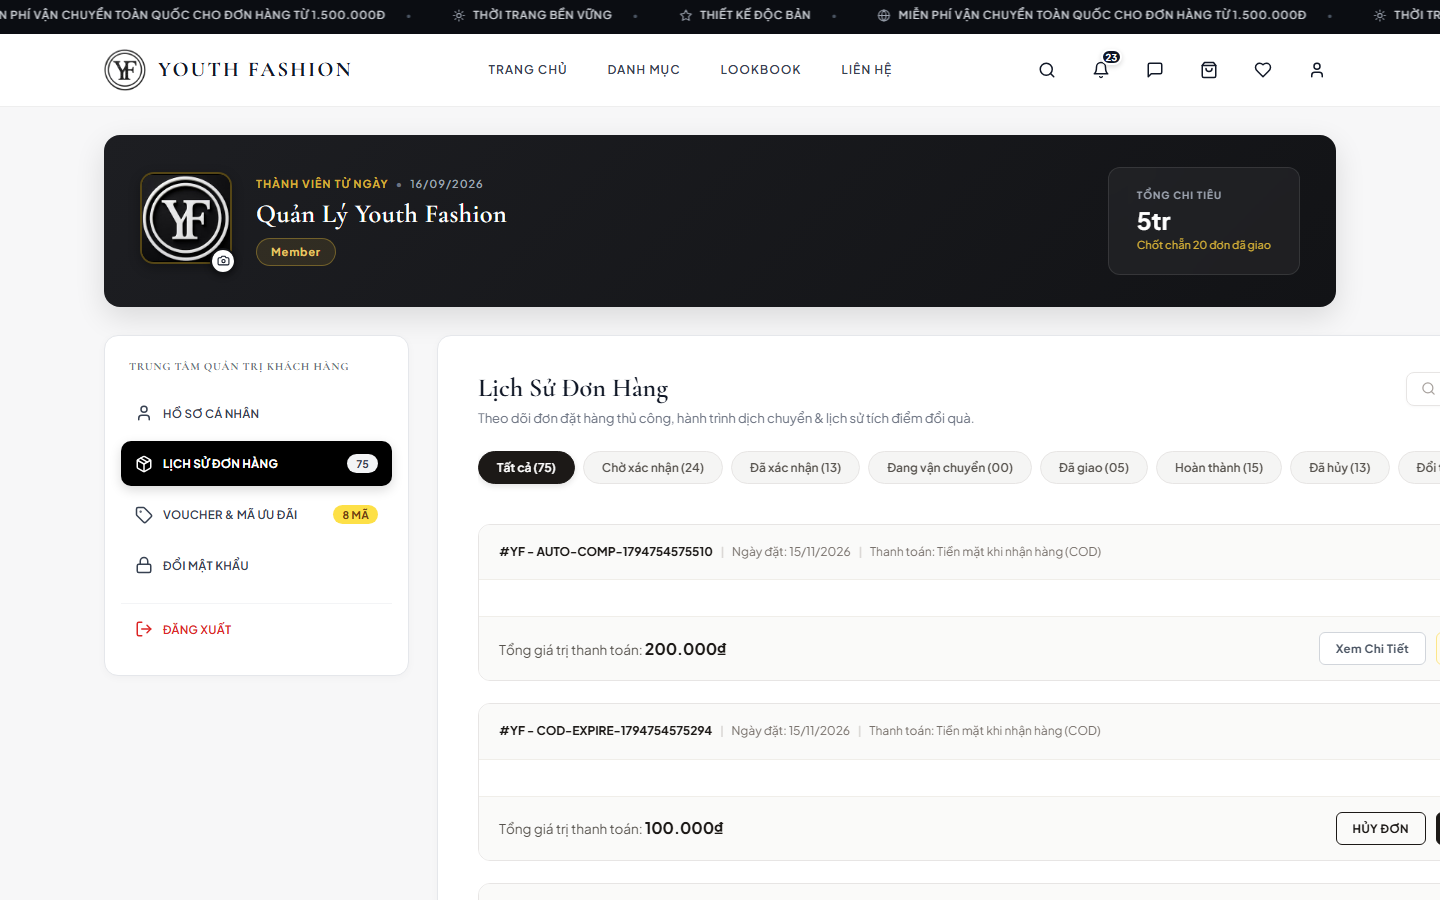 N PHÍ VẬN CHUYỂN TOÀN QUỐC CHO ĐƠN HÀNG TỪ 1.500.000Đ • THỜI TRANG BỀN VỮNG • THIẾT KẾ ĐỘC BẢN • MIỄN PHÍ VẬN CHUYỂN TOÀN QUỐC CHO ĐƠN HÀNG TỪ 1.500.000Đ • THỜI TR
YF YOUTH FASHION TRANG CHỦ DANH MỤC LOOKBOOK LIÊN HỆ 23
YF
THÀNH VIÊN TỪ NGÀY • 16/09/2026
Quản Lý Youth Fashion
Member
TỔNG CHI TIÊU
5tr
Chốt chẵn 20 đơn đã giao
TRUNG TÂM QUẢN TRỊ KHÁCH HÀNG
HỒ SƠ CÁ NHÂN
LỊCH SỬ ĐƠN HÀNG 75
VOUCHER & MÃ ƯU ĐÃI 8 MÃ
ĐỔI MẬT KHẨU
ĐĂNG XUẤT
Lịch Sử Đơn Hàng
Theo dõi đơn đặt hàng thủ công, hành trình dịch chuyển & lịch sử tích điểm đổi quà.
Tất cả (75) Chờ xác nhận (24) Đã xác nhận (13) Đang vận chuyển (00) Đã giao (05) Hoàn thành (15) Đã hủy (13) Đổi
#YF - AUTO-COMP-1794754575510 | Ngày đặt: 15/11/2026 | Thanh toán: Tiền mặt khi nhận hàng (COD)
Tổng giá trị thanh toán: 200.000₫ Xem Chi Tiết
#YF - COD-EXPIRE-1794754575294 | Ngày đặt: 15/11/2026 | Thanh toán: Tiền mặt khi nhận hàng (COD)
Tổng giá trị thanh toán: 100.000₫ HỦY ĐƠN